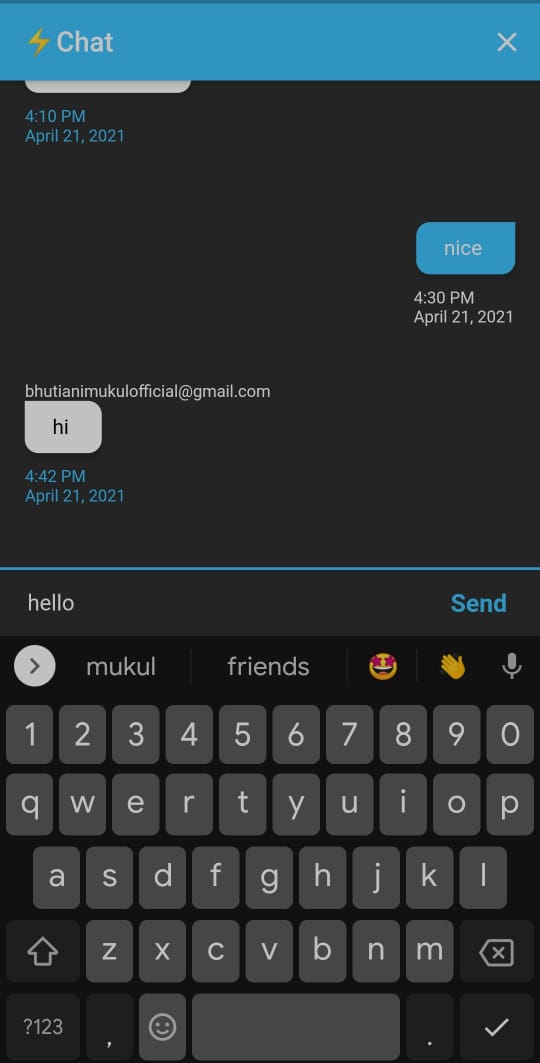 ⚡Chat
4:10 PM
April 21, 2021
nice
4:30 PM
April 21, 2021
bhutianimukulofficial@gmail.com
hi
4:42 PM
April 21, 2021
hello Send
mukul friends 🤩 👋
1 2 3 4 5 6 7 8 9 0
q w e r t y u i o p
a s d f g h j k l
z x c v b n m
?123 , .